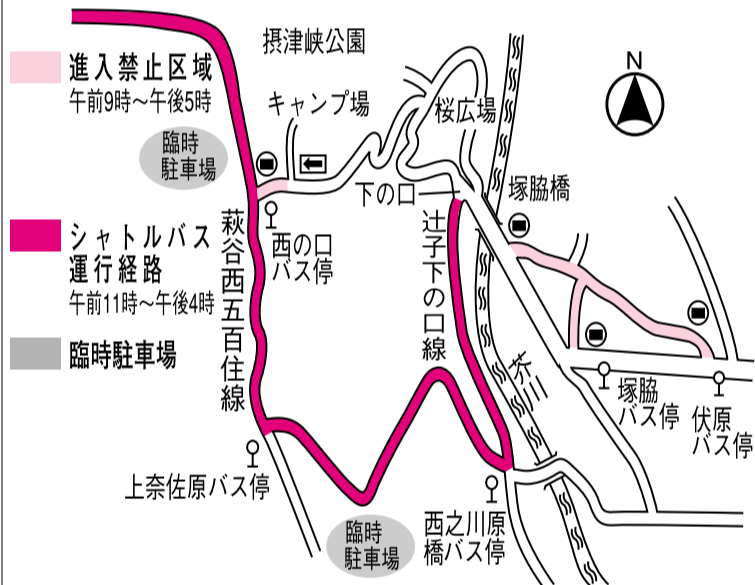 進入禁止区域
午前9時～午後5時
シャトルバス
運行経路
午前11時～午後4時
臨時駐車場
摂津峡公園
キャンプ場
桜広場
臨時
駐車場
下の口
塚脇橋
N
西の口
バス停
萩谷西五百住線
辻子下の口線
芥川
塚脇
バス停
伏原
バス停
上奈佐原バス停
臨時
駐車場
西之川原
橋バス停